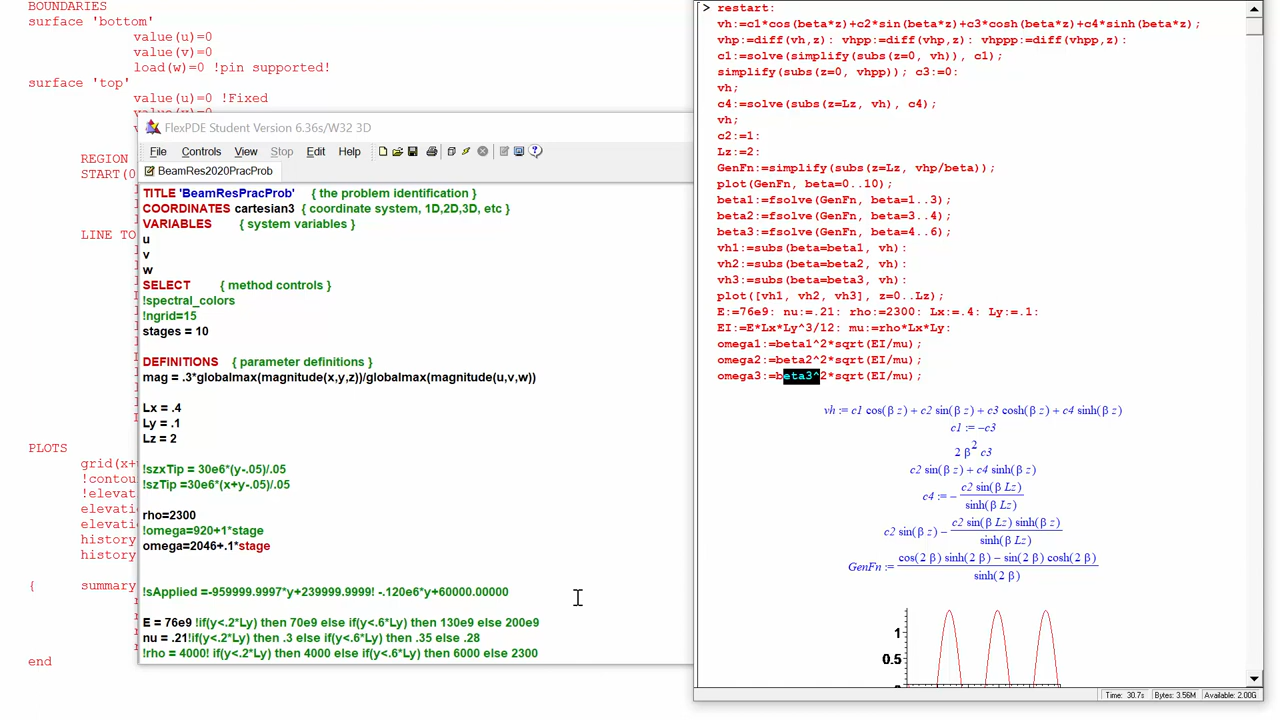 BOUNDARIES
surface 'bottom'
value(u)=0
value(v)=0
load(w)=0 !pin supported!
surface 'top'
value(u)=0 !Fixed
REGION
START(0
LINE TO
PLOTS
grid(x+
!contou
!elevati
elevatio
elevatio
history
history
{ summary
end
FlexPDE Student Version 6.36s/W32 3D
File Controls View Stop Edit Help
BeamRes2020PracProb
TITLE 'BeamResPracProb' { the problem identification }
COORDINATES cartesian3 { coordinate system, 1D,2D,3D, etc }
VARIABLES { system variables }
u
v
w
SELECT { method controls }
!spectral_colors
!ngrid=15
stages = 10
DEFINITIONS { parameter definitions }
mag = .3*globalmax(magnitude(x,y,z))/globalmax(magnitude(u,v,w))
Lx = .4
Ly = .1
Lz = 2
!szxTip = 30e6*(y-.05)/.05
!szTip =30e6*(x+y-.05)/.05
rho=2300
!omega=920+1*stage
omega=2046+.1*stage
!sApplied =-959999.9997*y+239999.9999! -.120e6*y+60000.00000
E = 76e9 !if(y<.2*Ly) then 70e9 else if(y<.6*Ly) then 130e9 else 200e9
nu = .21!if(y<.2*Ly) then .3 else if(y<.6*Ly) then .35 else .28
!rho = 4000! if(y<.2*Ly) then 4000 else if(y<.6*Ly) then 6000 else 2300
> restart:
vh:=c1*cos(beta*z)+c2*sin(beta*z)+c3*cosh(beta*z)+c4*sinh(beta*z);
vhp:=diff(vh,z): vhpp:=diff(vhp,z): vhppp:=diff(vhpp,z):
c1:=solve(simplify(subs(z=0, vh)), c1);
simplify(subs(z=0, vhpp)); c3:=0:
vh;
c4:=solve(subs(z=Lz, vh), c4);
vh;
c2:=1:
Lz:=2:
GenFn:=simplify(subs(z=Lz, vhp/beta));
plot(GenFn, beta=0..10);
beta1:=fsolve(GenFn, beta=1..3);
beta2:=fsolve(GenFn, beta=3..4);
beta3:=fsolve(GenFn, beta=4..6);
vh1:=subs(beta=beta1, vh):
vh2:=subs(beta=beta2, vh):
vh3:=subs(beta=beta3, vh):
plot([vh1, vh2, vh3], z=0..Lz);
E:=76e9: nu:=.21: rho:=2300: Lx:=.4: Ly:=.1:
EI:=E*Lx*Ly^3/12: mu:=rho*Lx*Ly:
omega1:=beta1^2*sqrt(EI/mu);
omega2:=beta2^2*sqrt(EI/mu);
omega3:=beta3^2*sqrt(EI/mu);
vh := c1 cos(β z) + c2 sin(β z) + c3 cosh(β z) + c4 sinh(β z)
c1 := -c3
2 β² c3
c2 sin(β z) + c4 sinh(β z)
c4 := - c2 sin(β Lz) / sinh(β Lz)
c2 sin(β z) - c2 sin(β Lz) sinh(β z) / sinh(β Lz)
GenFn := cos(2 β) sinh(2 β) - sin(2 β) cosh(2 β) / sinh(2 β)
1
0.5
Time: 30.7s Bytes: 3.56M Available: 2.00G